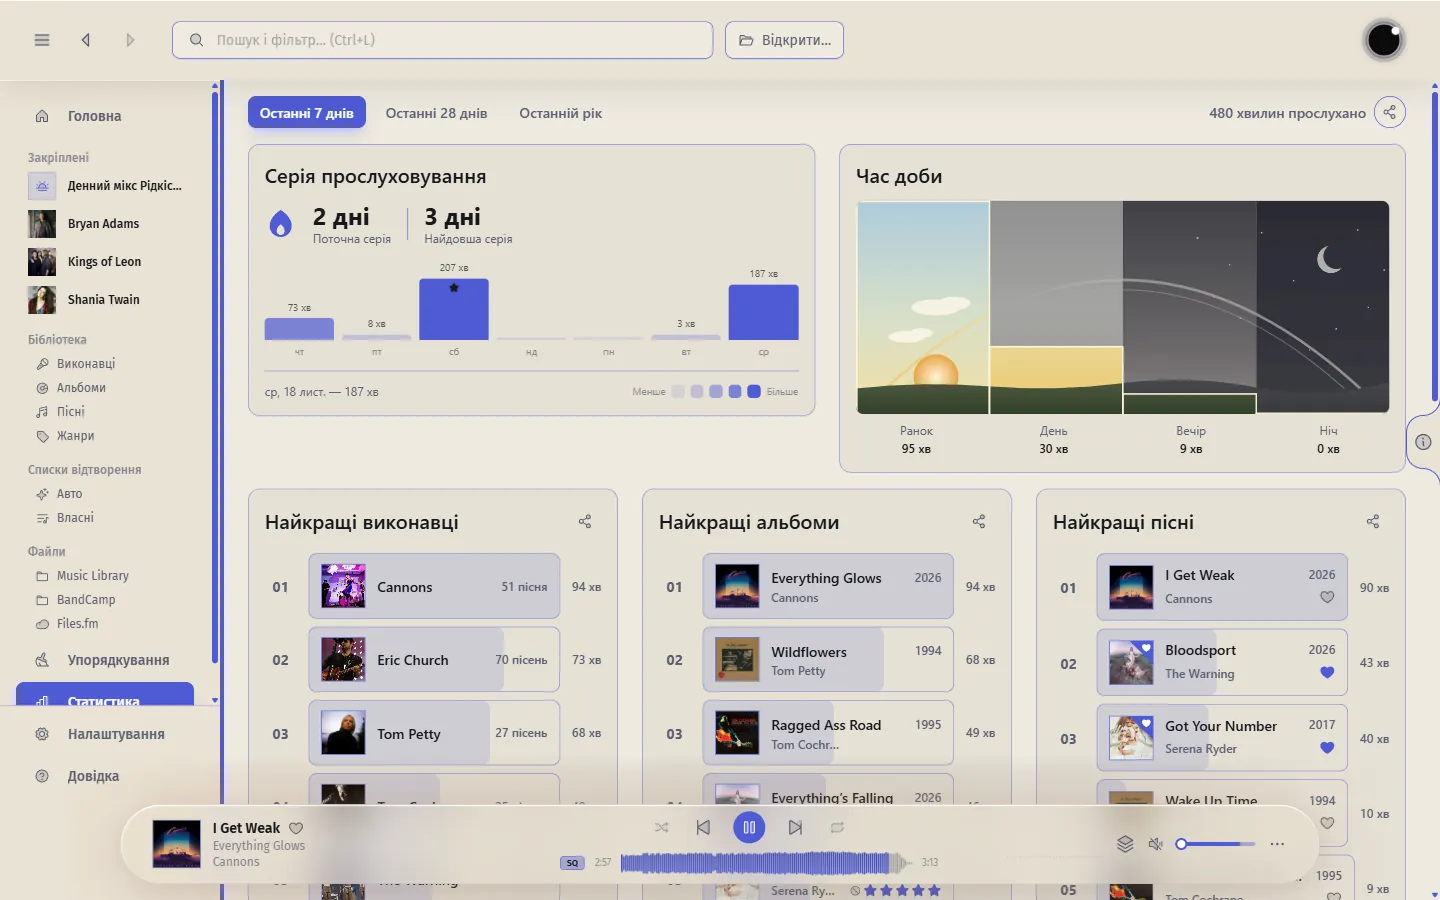 Пошук і фільтр... (Ctrl+L)
Відкрити...
Головна
Закріплені
Денний мікс Рідкіс...
Bryan Adams
Kings of Leon
Shania Twain
Бібліотека
Виконавці
Альбоми
Пісні
Жанри
Списки відтворення
Авто
Власні
Файли
Music Library
BandCamp
Files.fm
Упорядкування
Статистика
Налаштування
Довідка
Останні 7 днів
Останні 28 днів
Останній рік
480 хвилин прослухано
Серія прослуховування
2 дні
Поточна серія
3 дні
Найдовша серія
73 хв
8 хв
207 хв
3 хв
187 хв
чт
пт
сб
нд
пн
вт
ср
ср, 18 лист. — 187 хв
Менше
Більше
Час доби
Ранок
95 хв
День
30 хв
Вечір
9 хв
Ніч
0 хв
Найкращі виконавці
01
Cannons
51 пісня
94 хв
02
Eric Church
70 пісень
73 хв
03
Tom Petty
27 пісень
68 хв
Найкращі альбоми
01
Everything Glows
2026
Cannons
94 хв
02
Wildflowers
1994
Tom Petty
68 хв
03
Ragged Ass Road
1995
Tom Cochr...
49 хв
Everything's Falling
2026
Serena Ry...
Найкращі пісні
01
I Get Weak
2026
Cannons
90 хв
02
Bloodsport
2026
The Warning
43 хв
03
Got Your Number
2017
Serena Ryder
40 хв
Wake Up Time
1994
10 хв
05
1995
Tom Cochrane
9 хв
I Get Weak
Everything Glows
Cannons
SQ
2:57
3:13